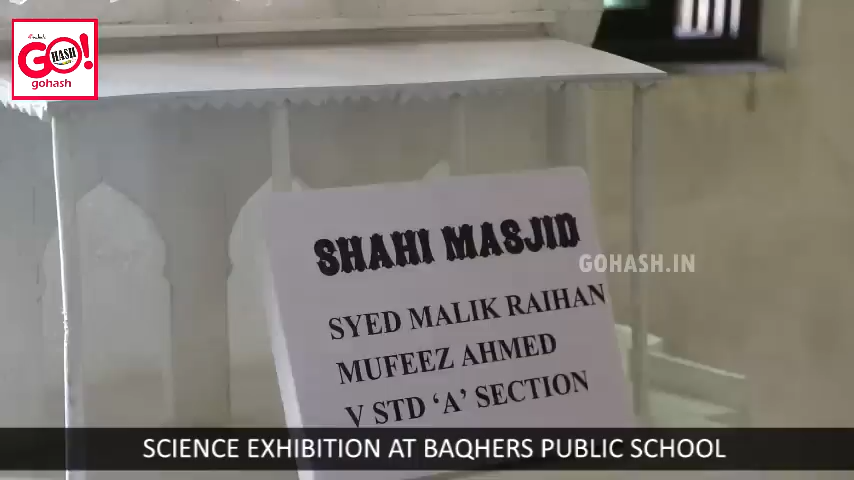 GO!
HASH
gohash
SHAHI MASJID
GOHASH.IN
SYED MALIK RAIHAN
MUFEEZ AHMED
V STD ‘A’ SECTION
SCIENCE EXHIBITION AT BAQHERS PUBLIC SCHOOL